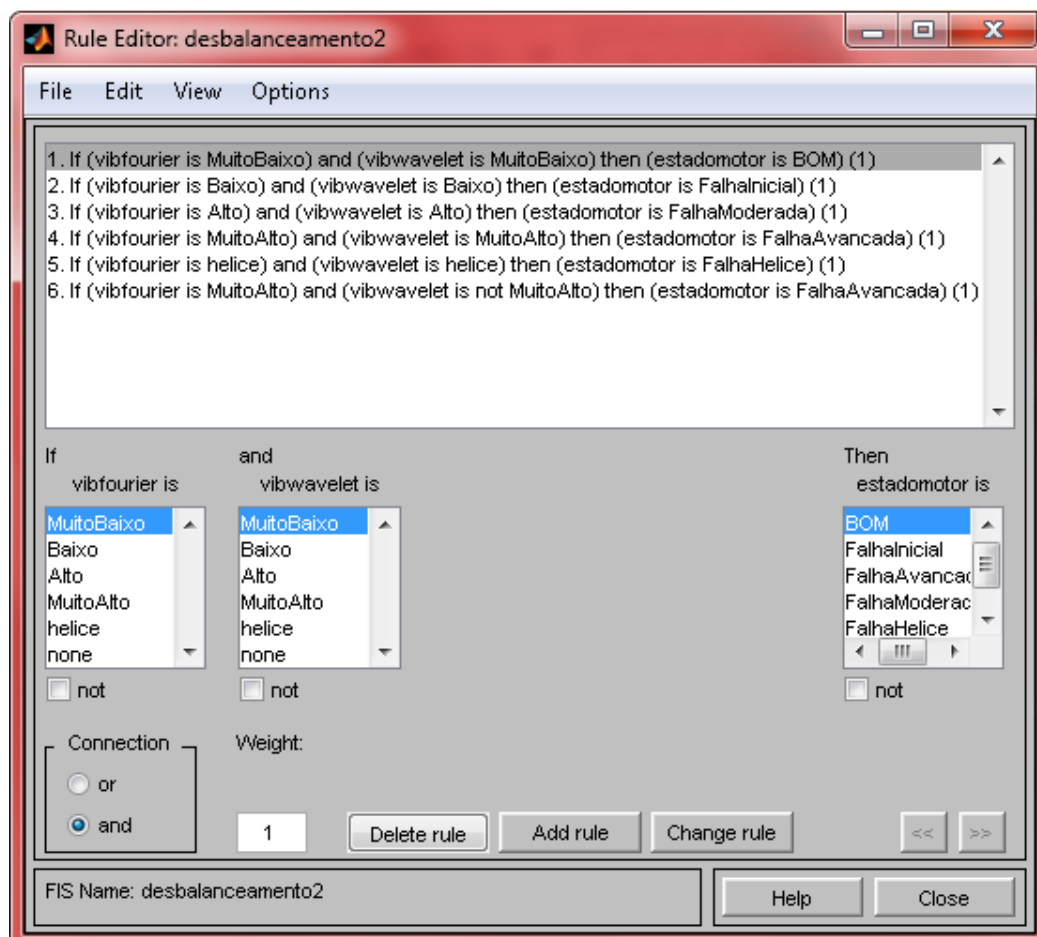 Rule Editor: desbalanceamento2
File Edit View Options
1. If (vibfourier is MuitoBaixo) and (vibwavelet is MuitoBaixo) then (estadomotor is BOM) (1)
2. If (vibfourier is Baixo) and (vibwavelet is Baixo) then (estadomotor is FalhaInicial) (1)
3. If (vibfourier is Alto) and (vibwavelet is Alto) then (estadomotor is FalhaModerada) (1)
4. If (vibfourier is MuitoAlto) and (vibwavelet is MuitoAlto) then (estadomotor is FalhaAvancada) (1)
5. If (vibfourier is helice) and (vibwavelet is helice) then (estadomotor is FalhaHelice) (1)
6. If (vibfourier is MuitoAlto) and (vibwavelet is not MuitoAlto) then (estadomotor is FalhaAvancada) (1)
If and Then
vibfourier is vibwavelet is estadomotor is
MuitoBaixo MuitoBaixo BOM
Baixo Baixo FalhaInicial
Alto Alto FalhaAvancac
MuitoAlto MuitoAlto FalhaModerac
helice helice FalhaHelice
none none
not not not
Connection Weight:
or
and 1 Delete rule Add rule Change rule << >>
FIS Name: desbalanceamento2 Help Close